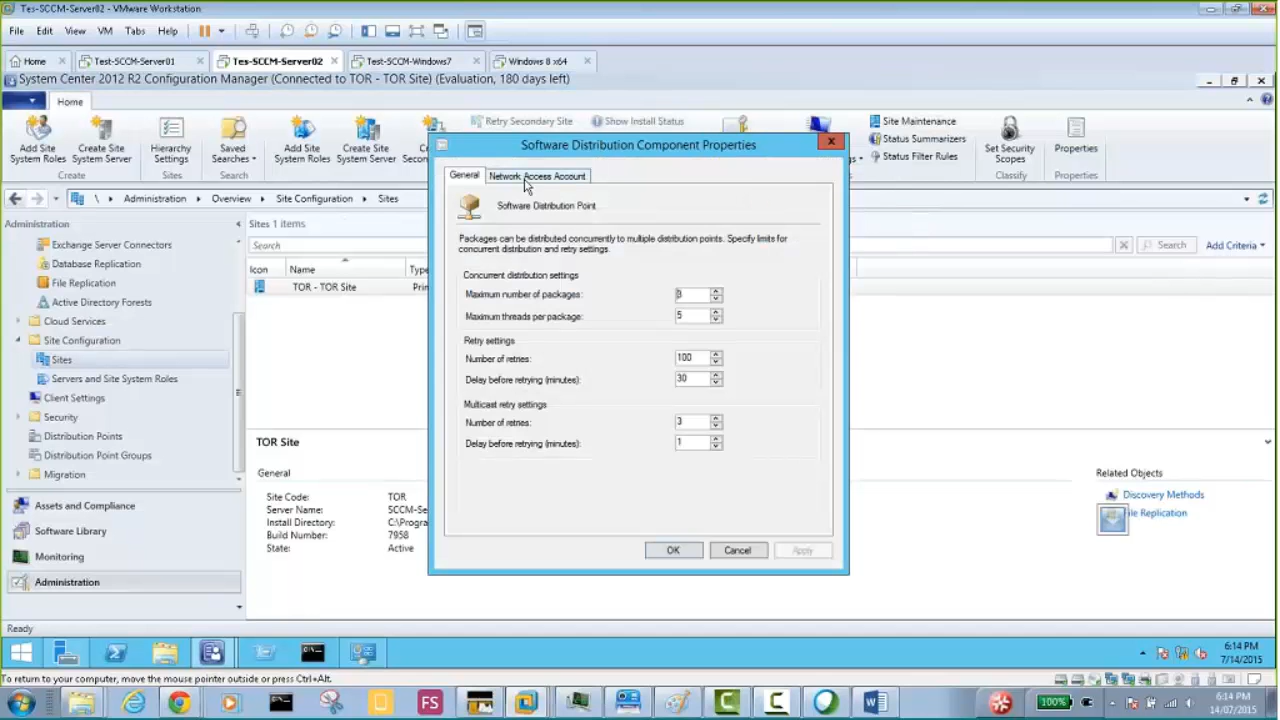 Tes-SCCM-Server02 - VMware Workstation
File Edit View VM Tabs Help
Home Test-SCCM-Server01 Tes-SCCM-Server02 Test-SCCM-Windows7 Windows 8 x64
System Center 2012 R2 Configuration Manager (Connected to TOR - TOR Site) (Evaluation, 180 days left)
Home
Add Site System Roles
Create Site System Server
Hierarchy Settings
Saved Searches
Add Site System Roles
Create Site System Server
Retry Secondary Site
Show Install Status
Site Maintenance
Status Summarizers
Status Filter Rules
Set Security Scopes
Properties
Create Sites Search Classify Properties
\ Administration Overview Site Configuration Sites
Administration
Exchange Server Connectors
Database Replication
File Replication
Active Directory Forests
Cloud Services
Site Configuration
Sites
Servers and Site System Roles
Client Settings
Security
Distribution Points
Distribution Point Groups
Migration
Assets and Compliance
Software Library
Monitoring
Administration
Sites 1 items
Search Search Add Criteria
Icon Name Type
TOR - TOR Site Prin
TOR Site
General
Site Code: TOR
Server Name: SCCM-Se
Install Directory: C:\Progra
Build Number: 7958
State: Active
Related Objects
Discovery Methods
File Replication
Software Distribution Component Properties
General Network Access Account
Software Distribution Point
Packages can be distributed concurrently to multiple distribution points. Specify limits for
concurrent distribution and retry settings.
Concurrent distribution settings
Maximum number of packages: 3
Maximum threads per package: 5
Retry settings
Number of retries: 100
Delay before retrying (minutes): 30
Multicast retry settings
Number of retries: 3
Delay before retrying (minutes): 1
OK Cancel Apply
Ready
6:14 PM
7/14/2015
To return to your computer, move the mouse pointer outside or press Ctrl+Alt.
FS
100%
6:14 PM
14/07/2015